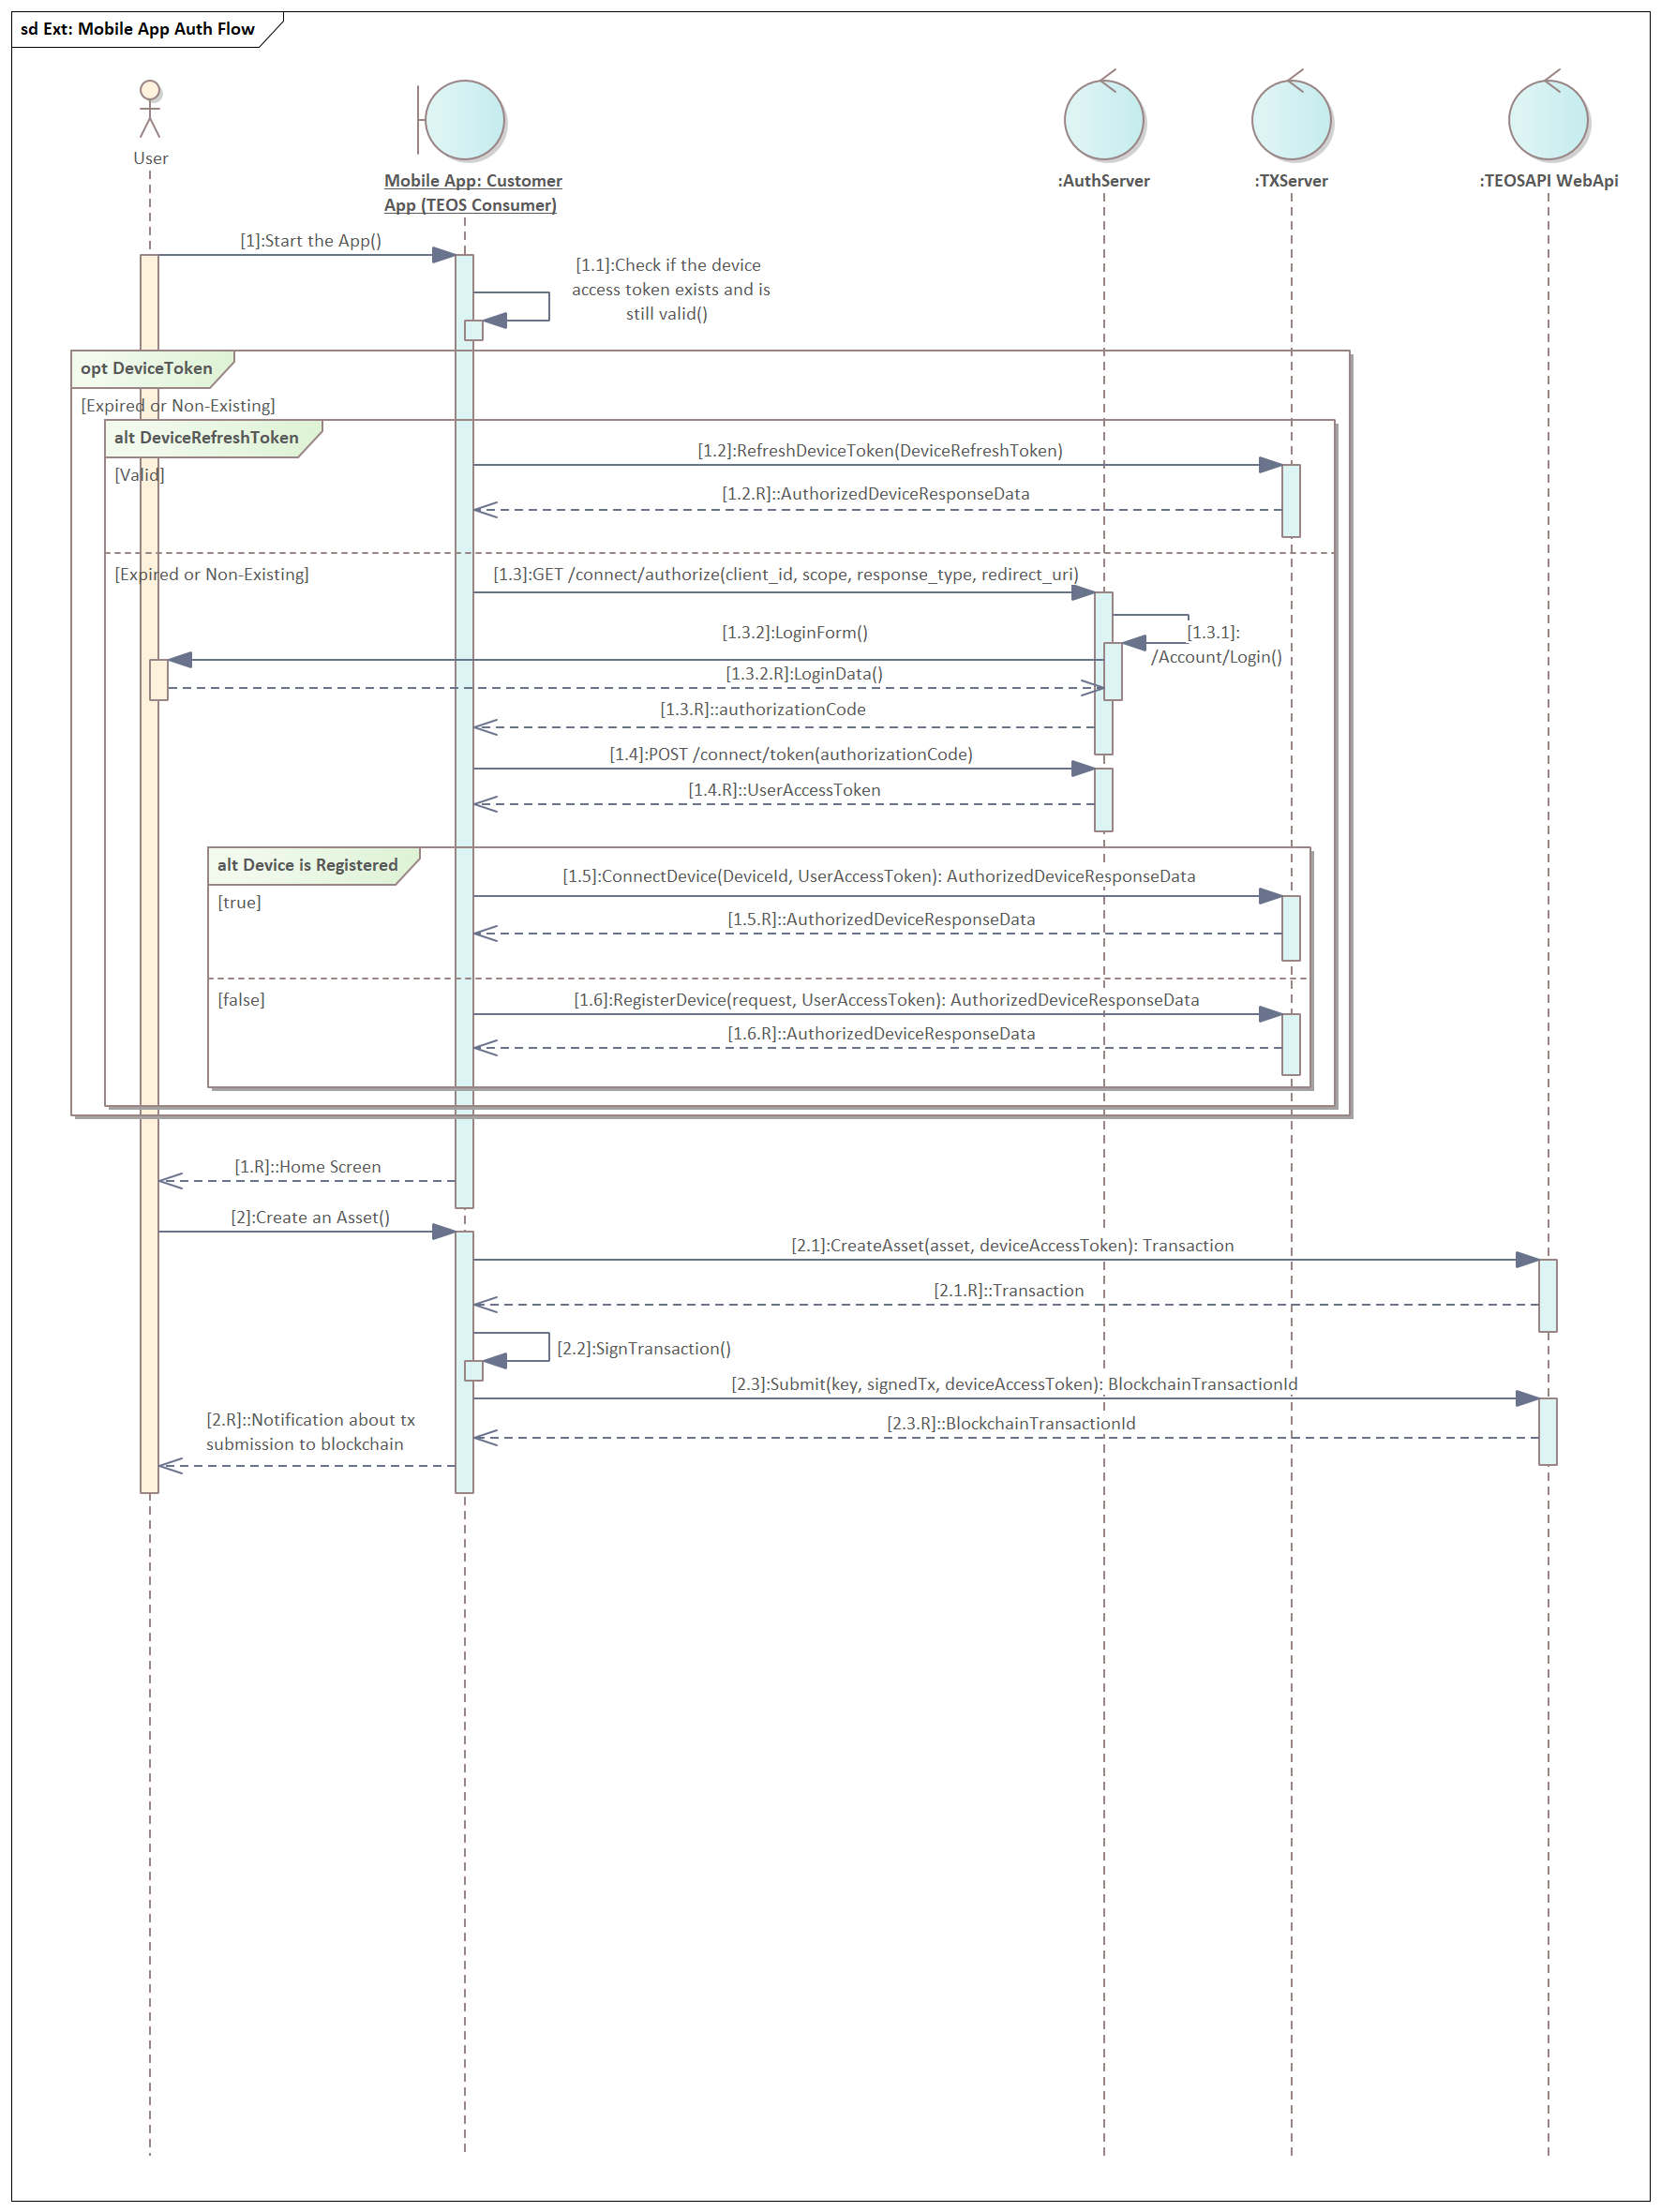 sd Ext: Mobile App Auth Flow
User
Mobile App: Customer
App (TEOS Consumer)
:AuthServer
:TXServer
:TEOSAPI WebApi
[1]:Start the App()
[1.1]:Check if the device
access token exists and is
still valid()
opt DeviceToken
[Expired or Non-Existing]
alt DeviceRefreshToken
[Valid]
[1.2]:RefreshDeviceToken(DeviceRefreshToken)
[1.2.R]::AuthorizedDeviceResponseData
[Expired or Non-Existing]
[1.3]:GET /connect/authorize(client_id, scope, response_type, redirect_uri)
[1.3.1]:
/Account/Login()
[1.3.2]:LoginForm()
[1.3.2.R]:LoginData()
[1.3.R]::authorizationCode
[1.4]:POST /connect/token(authorizationCode)
[1.4.R]::UserAccessToken
alt Device is Registered
[true]
[1.5]:ConnectDevice(DeviceId, UserAccessToken): AuthorizedDeviceResponseData
[1.5.R]::AuthorizedDeviceResponseData
[false]
[1.6]:RegisterDevice(request, UserAccessToken): AuthorizedDeviceResponseData
[1.6.R]::AuthorizedDeviceResponseData
[1.R]::Home Screen
[2]:Create an Asset()
[2.1]:CreateAsset(asset, deviceAccessToken): Transaction
[2.1.R]::Transaction
[2.2]:SignTransaction()
[2.3]:Submit(key, signedTx, deviceAccessToken): BlockchainTransactionId
[2.3.R]::BlockchainTransactionId
[2.R]::Notification about tx
submission to blockchain